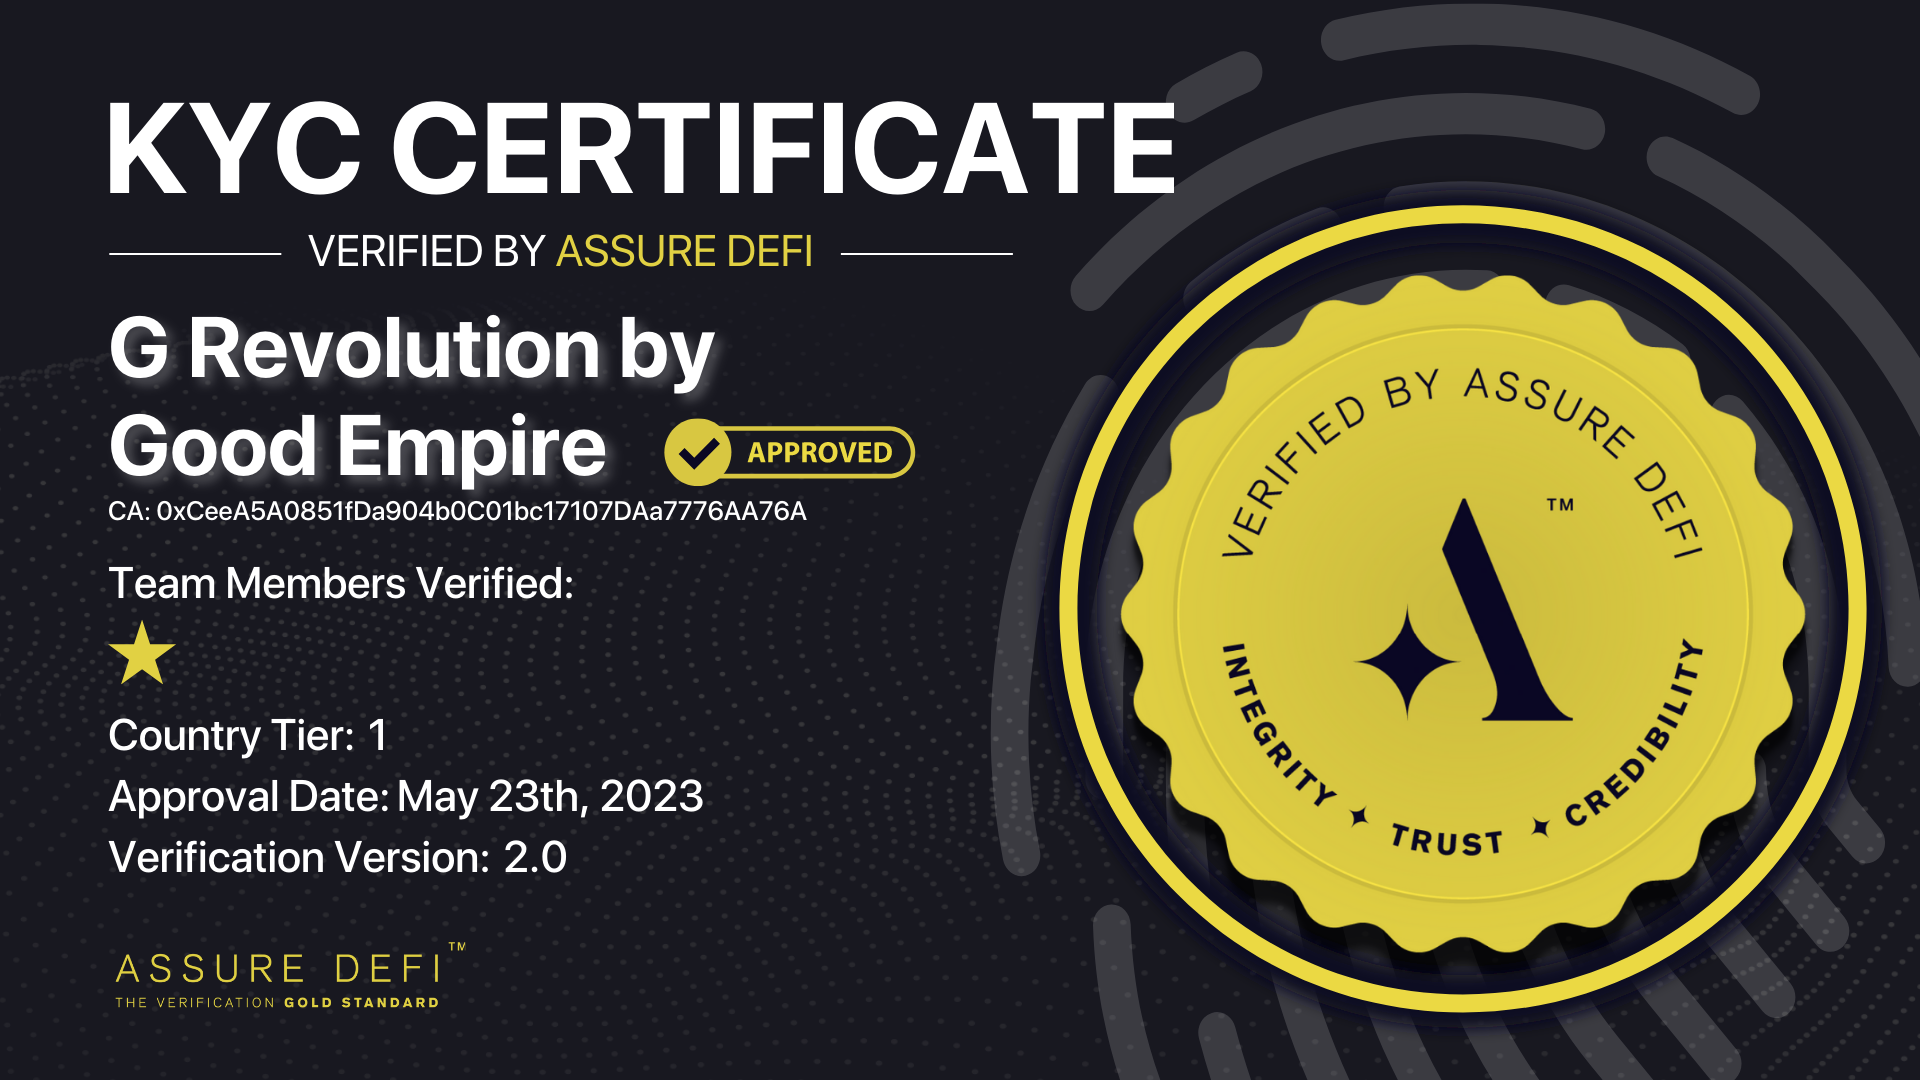 KYC CERTIFICATE
VERIFIED BY ASSURE DEFI
G Revolution by
Good Empire
APPROVED
CA: 0xCeeA5A0851fDa904b0C01bc17107DAa7776AA76A
Team Members Verified:
Country Tier: 1
Approval Date: May 23th, 2023
Verification Version: 2.0
ASSURE DEFI™
THE VERIFICATION GOLD STANDARD
VERIFIED BY ASSURE DEFI
TM
INTEGRITY ✦ TRUST ✦ CREDIBILITY